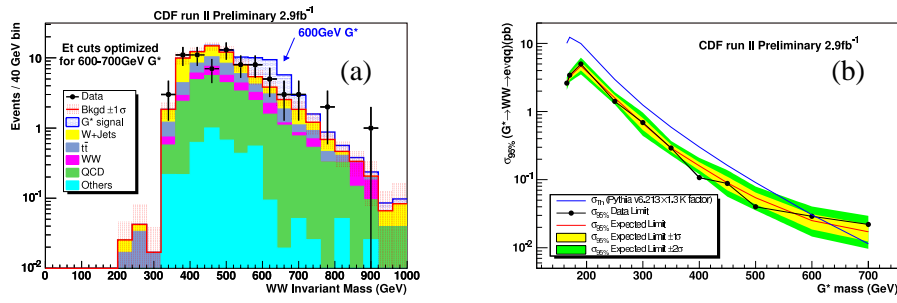 CDF run II Preliminary 2.9fb⁻¹
Events / 40 GeV bin
10
1
10⁻¹
10⁻²
Et cuts optimized
for 600-700GeV G*
600GeV G*
(a)
Data
Bkgd ±1σ
G* signal
W+Jets
tt̄
WW
QCD
Others
0 100 200 300 400 500 600 700 800 900 1000
WW Invariant Mass (GeV)
σ95% (G*→WW→eνqq)(pb)
10
1
10⁻¹
10⁻²
CDF run II Preliminary 2.9fb⁻¹
(b)
σTh (Pythia v6.213×1.3 K factor)
σ95% Data Limit
σ95% Expected Limit
σ95% Expected Limit ±1σ
σ95% Expected Limit ±2σ
200 300 400 500 600 700
G* mass (GeV)